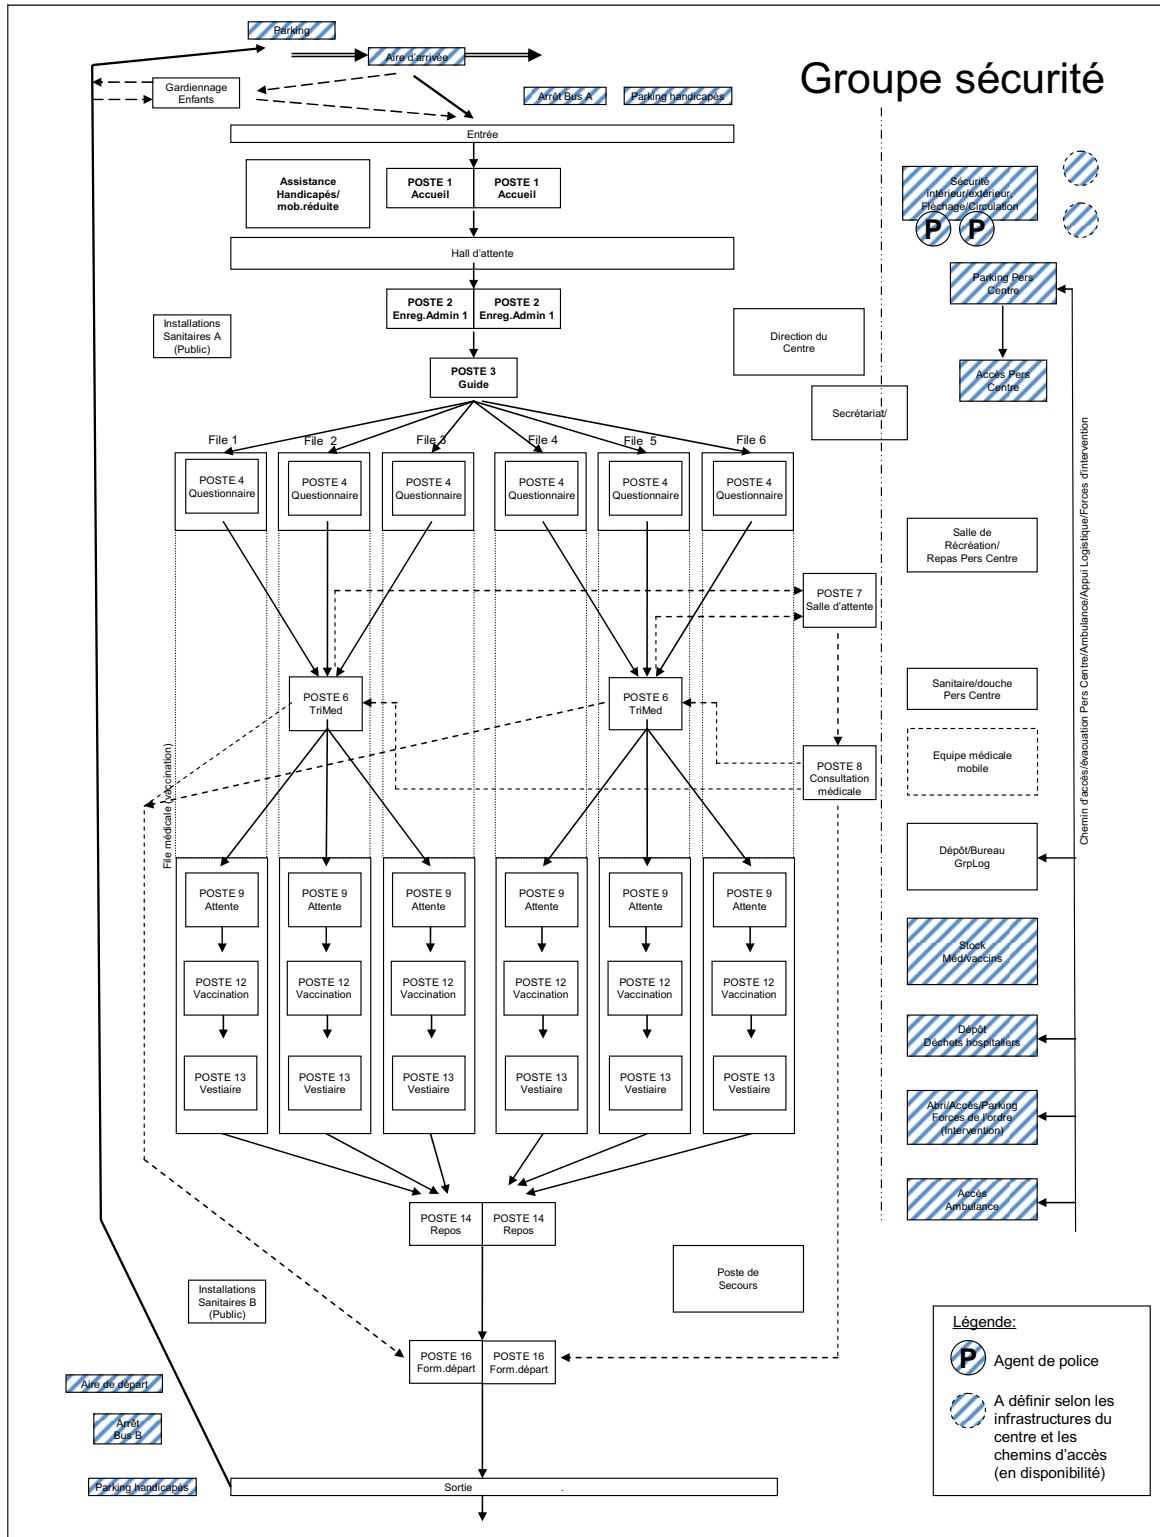 Parking
Aire d'arrivée
Groupe sécurité
Gardiennage
Enfants
Arrêt Bus A
Parking handicapés
Entrée
Assistance
Handicapés/
mob.réduite
POSTE 1
Accueil
POSTE 1
Accueil
Sécurité
intérieur/extérieur,
Fléchage/Circulation
P
P
Hall d'attente
Parking Pers
Centre
POSTE 2
Enreg.Admin 1
POSTE 2
Enreg.Admin 1
Installations
Sanitaires A
(Public)
Direction du
Centre
POSTE 3
Guide
Accès Pers
Centre
Secrétariat/
File 1
File 2
File 3
File 4
File 5
File 6
POSTE 4
Questionnaire
POSTE 4
Questionnaire
POSTE 4
Questionnaire
POSTE 4
Questionnaire
POSTE 4
Questionnaire
POSTE 4
Questionnaire
Chemin d'accès/évacuation Pers Centre/Ambulance/Appui Logistique/Forces d'intervention
Salle de
Récréation/
Repas Pers Centre
POSTE 7
Salle d'attente
POSTE 6
TriMed
POSTE 6
TriMed
Sanitaire/douche
Pers Centre
File médicale (vaccination)
POSTE 8
Consultation
médicale
Equipe médicale
mobile
Dépôt/Bureau
GrpLog
POSTE 9
Attente
POSTE 9
Attente
POSTE 9
Attente
POSTE 9
Attente
POSTE 9
Attente
POSTE 9
Attente
Stock
Méd/vaccins
POSTE 12
Vaccination
POSTE 12
Vaccination
POSTE 12
Vaccination
POSTE 12
Vaccination
POSTE 12
Vaccination
POSTE 12
Vaccination
Dépôt
Déchets hospitaliers
POSTE 13
Vestiaire
POSTE 13
Vestiaire
POSTE 13
Vestiaire
POSTE 13
Vestiaire
POSTE 13
Vestiaire
POSTE 13
Vestiaire
Abri/Accès/Parking
Forces de l'ordre
(Intervention)
Accès
Ambulance
POSTE 14
Repos
POSTE 14
Repos
Poste de
Secours
Installations
Sanitaires B
(Public)
POSTE 16
Form.départ
POSTE 16
Form.départ
Aire de départ
Arrêt
Bus B
Parking handicapés
Sortie .
Légende:
P Agent de police
A définir selon les
infrastructures du
centre et les
chemins d'accès
(en disponibilité)